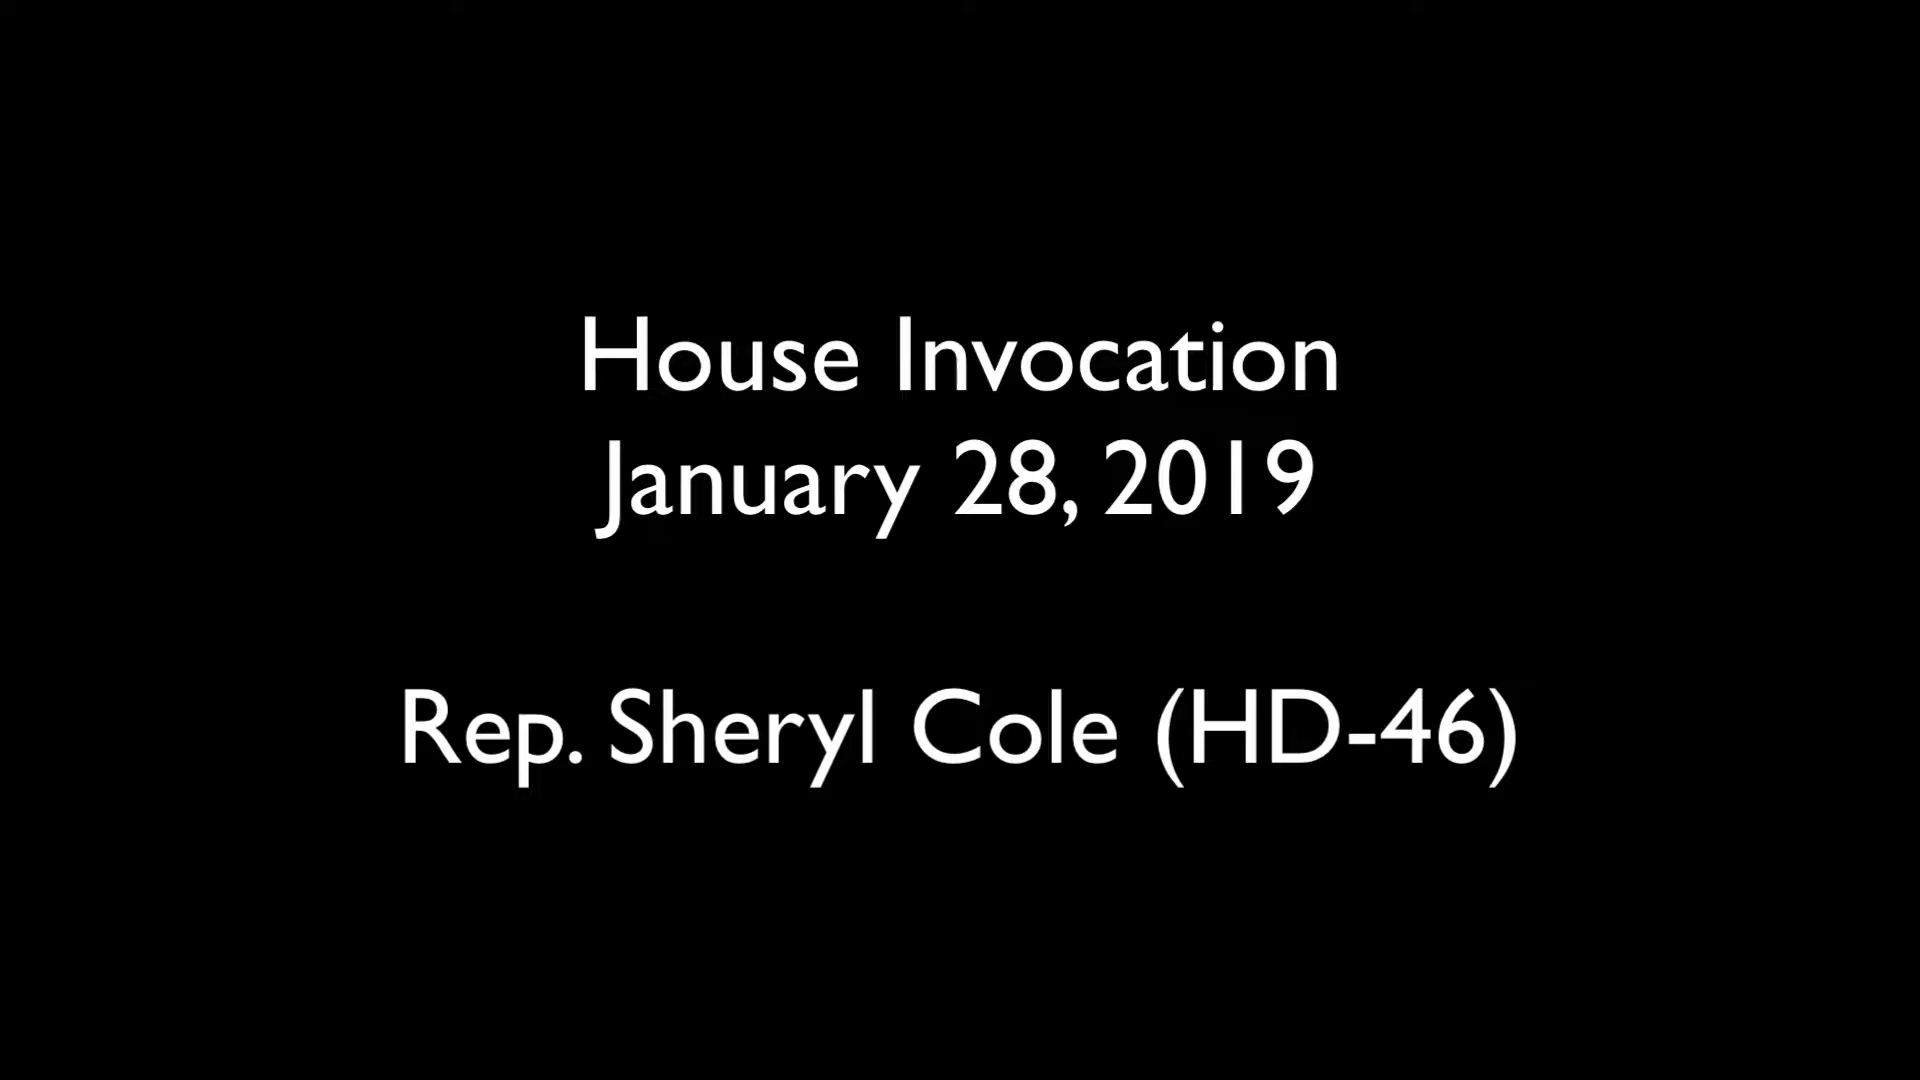 House Invocation
January 28, 2019
Rep. Sheryl Cole (HD-46)